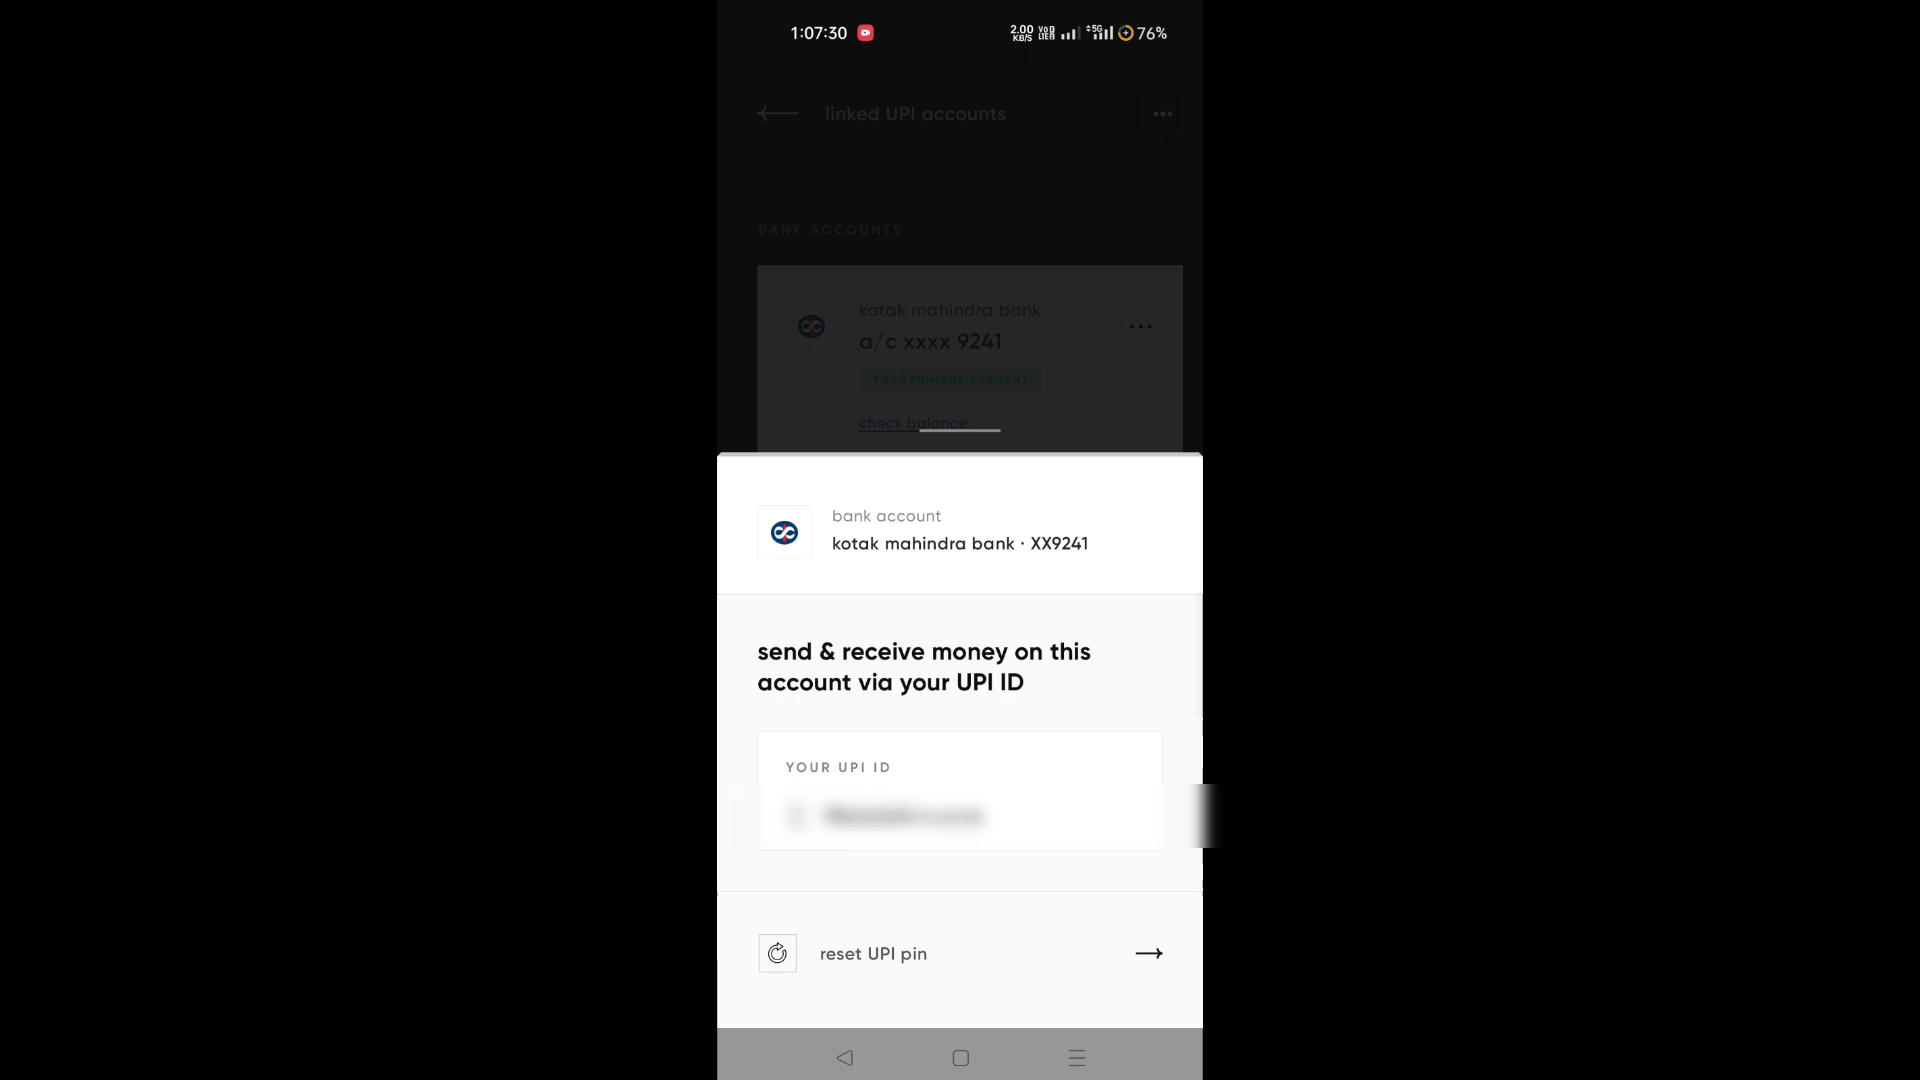 1:07:30
2.00 KB/S
VoD LTE
5G
76%
linked UPI accounts
BANK ACCOUNTS
kotak mahindra bank
a/c xxxx 9241
YOUR PRIMARY ACCOUNT
check balance
bank account
kotak mahindra bank · XX9241
send & receive money on this
account via your UPI ID
YOUR UPI ID
reset UPI pin